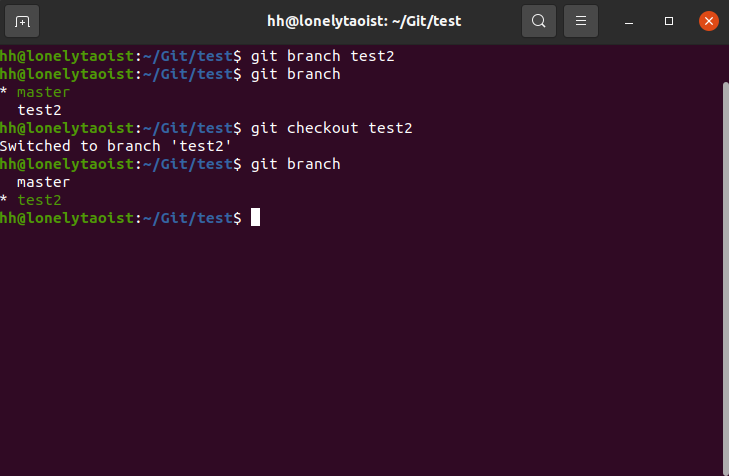 hh@lonelytaoist: ~/Git/test
hh@lonelytaoist:~/Git/test$ git branch test2
hh@lonelytaoist:~/Git/test$ git branch
* master
  test2
hh@lonelytaoist:~/Git/test$ git checkout test2
Switched to branch 'test2'
hh@lonelytaoist:~/Git/test$ git branch
  master
* test2
hh@lonelytaoist:~/Git/test$